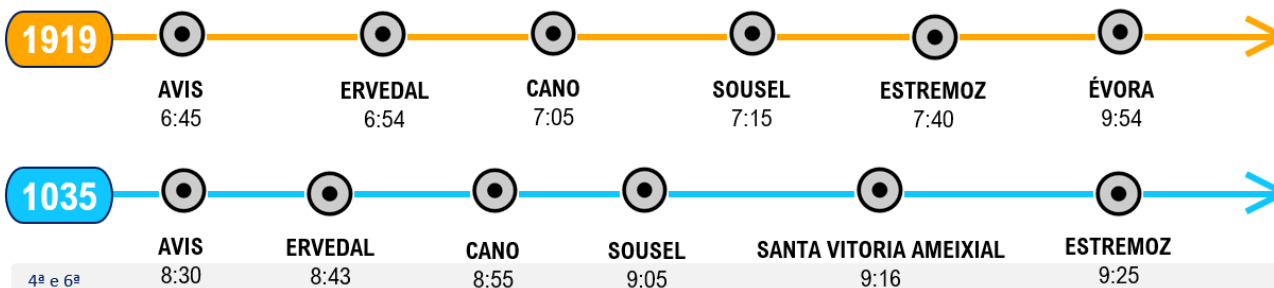 1919
AVIS ERVEDAL CANO SOUSEL ESTREMOZ ÉVORA
6:45 6:54 7:05 7:15 7:40 9:54
1035
AVIS ERVEDAL CANO SOUSEL SANTA VITORIA AMEIXIAL ESTREMOZ
4ª e 6ª 8:30 8:43 8:55 9:05 9:16 9:25